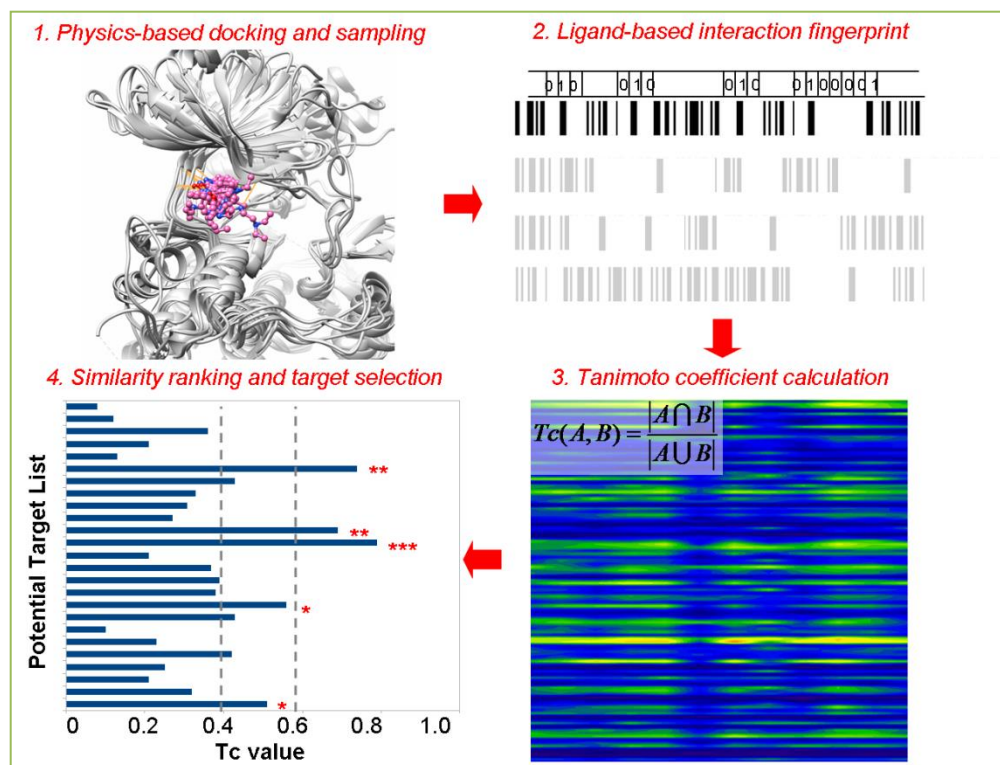 1. Physics-based docking and sampling
2. Ligand-based interaction fingerprint
0 1 0 0 1 0 0 1 0 0 1 0 0 0 0 1
4. Similarity ranking and target selection
Potential Target List
**
**
***
*
*
0 0.2 0.4 0.6 0.8 1.0
Tc value
3. Tanimoto coefficient calculation
Tc(A, B) = |A ⋂ B| / |A ⋃ B|